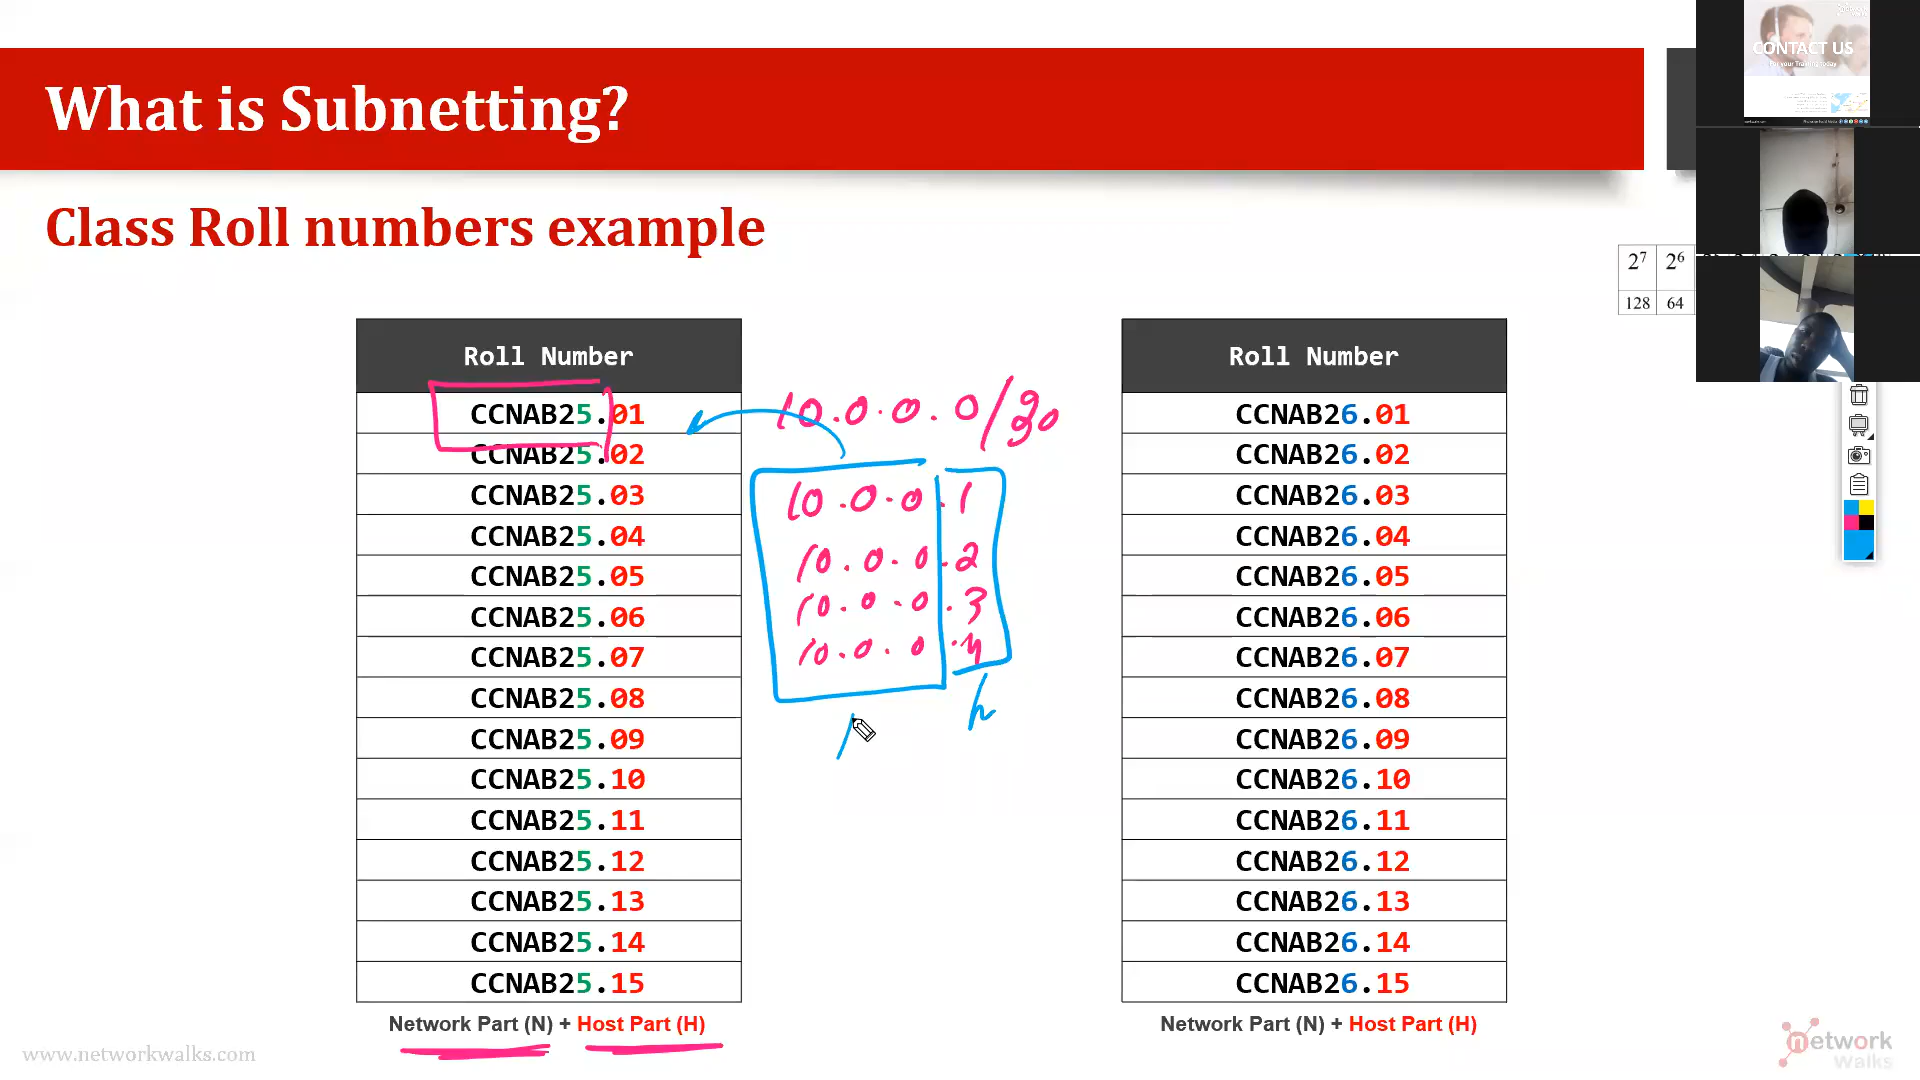 What is Subnetting?
Class Roll numbers example
CONTACT US
For your Training today
2⁷ 2⁶
128 64
Roll Number
CCNAB25.01
CCNAB25.02
CCNAB25.03
CCNAB25.04
CCNAB25.05
CCNAB25.06
CCNAB25.07
CCNAB25.08
CCNAB25.09
CCNAB25.10
CCNAB25.11
CCNAB25.12
CCNAB25.13
CCNAB25.14
CCNAB25.15
Network Part (N) + Host Part (H)
10.0.0.0/30
10.0.0.1
10.0.0.2
10.0.0.3
10.0.0.4
h
Roll Number
CCNAB26.01
CCNAB26.02
CCNAB26.03
CCNAB26.04
CCNAB26.05
CCNAB26.06
CCNAB26.07
CCNAB26.08
CCNAB26.09
CCNAB26.10
CCNAB26.11
CCNAB26.12
CCNAB26.13
CCNAB26.14
CCNAB26.15
Network Part (N) + Host Part (H)
www.networkwalks.com
network
Walks